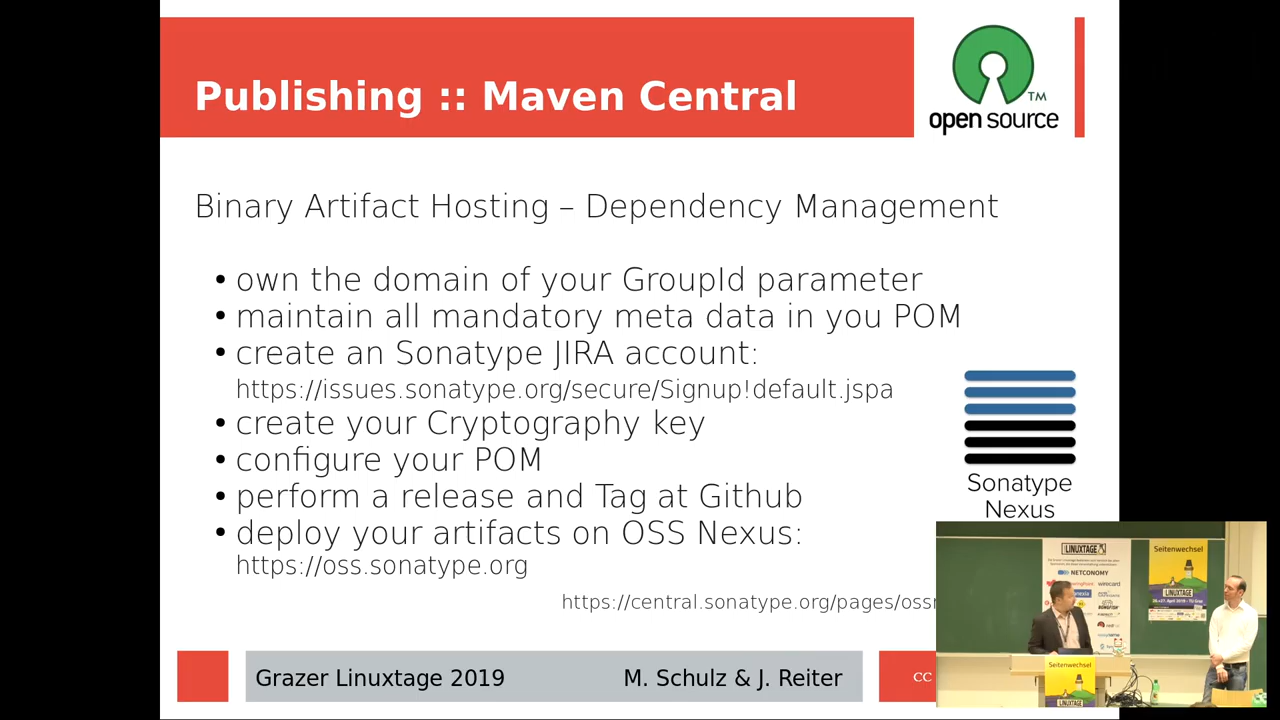 Publishing :: Maven Central
TM
open source
Binary Artifact Hosting – Dependency Management
• own the domain of your GroupId parameter
• maintain all mandatory meta data in you POM
• create an Sonatype JIRA account:
https://issues.sonatype.org/secure/Signup!default.jspa
• create your Cryptography key
• configure your POM
• perform a release and Tag at Github
• deploy your artifacts on OSS Nexus:
https://oss.sonatype.org
Sonatype
Nexus
https://central.sonatype.org/pages/
Grazer Linuxtage 2019
M. Schulz & J. Reiter
CC
LINUXTAGE
NETCONOMY
Seitenwechsel
LINUXTAGE
Seitenwechsel
LINUXTAGE